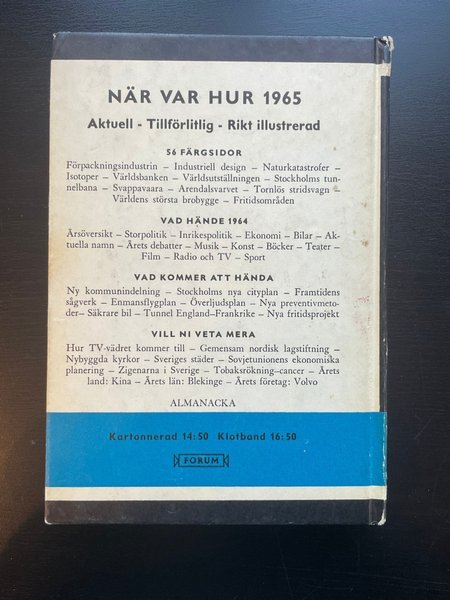 NÄR VAR HUR 1965
Aktuell - Tillförlitlig - Rikt illustrerad
56 FÄRGSIDOR
Förpackningsindustrin – Industriell design – Naturkatastrofer –
Isotoper – Världsbanken – Världsutställningen – Stockholms tun-
nelbana – Svappavaara – Arendalsvarvet – Tornlös stridsvagn –
Världens största brobygge – Fritidsområden
VAD HÄNDE 1964
Årsöversikt – Storpolitik – Inrikespolitik – Ekonomi – Bilar – Ak-
tuella namn – Årets debatter – Musik – Konst – Böcker – Teater –
Film – Radio och TV – Sport
VAD KOMMER ATT HÄNDA
Ny kommunindelning – Stockholms nya cityplan – Framtidens
sågverk – Enmansflygplan – Överljudsplan – Nya preventivmeto-
der– Säkrare bil – Tunnel England–Frankrike – Nya fritidsprojekt
VILL NI VETA MERA
Hur TV-vädret kommer till – Gemensam nordisk lagstiftning –
Nybyggda kyrkor – Sveriges städer – Sovjetunionens ekonomiska
planering – Zigenarna i Sverige – Tobaksrökning–cancer – Årets
land: Kina – Årets län: Blekinge – Årets företag: Volvo
ALMANACKA
Kartonnerad 14:50 Klotband 16:50
FORUM